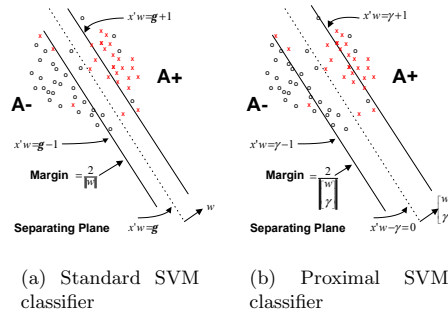 x'w=g+1
A+
A-
x'w=g-1
Margin = 2 / ||w||
w
Separating Plane
x'w=g
(a) Standard SVM
classifier
x'w=γ+1
A+
A-
x'w=γ-1
Margin = 2 / || w γ ||
w
γ
Separating Plane
x'w-γ=0
(b) Proximal SVM
classifier